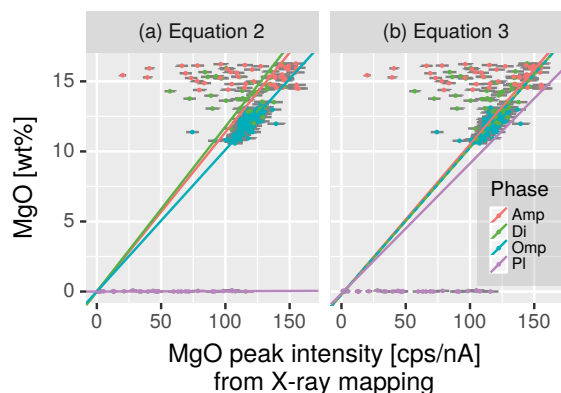 (a) Equation 2
(b) Equation 3
MgO [wt%]
15
10
5
0
Phase
Amp
Di
Omp
Pl
0 50 100 150
0 50 100 150
MgO peak intensity [cps/nA]
from X-ray mapping